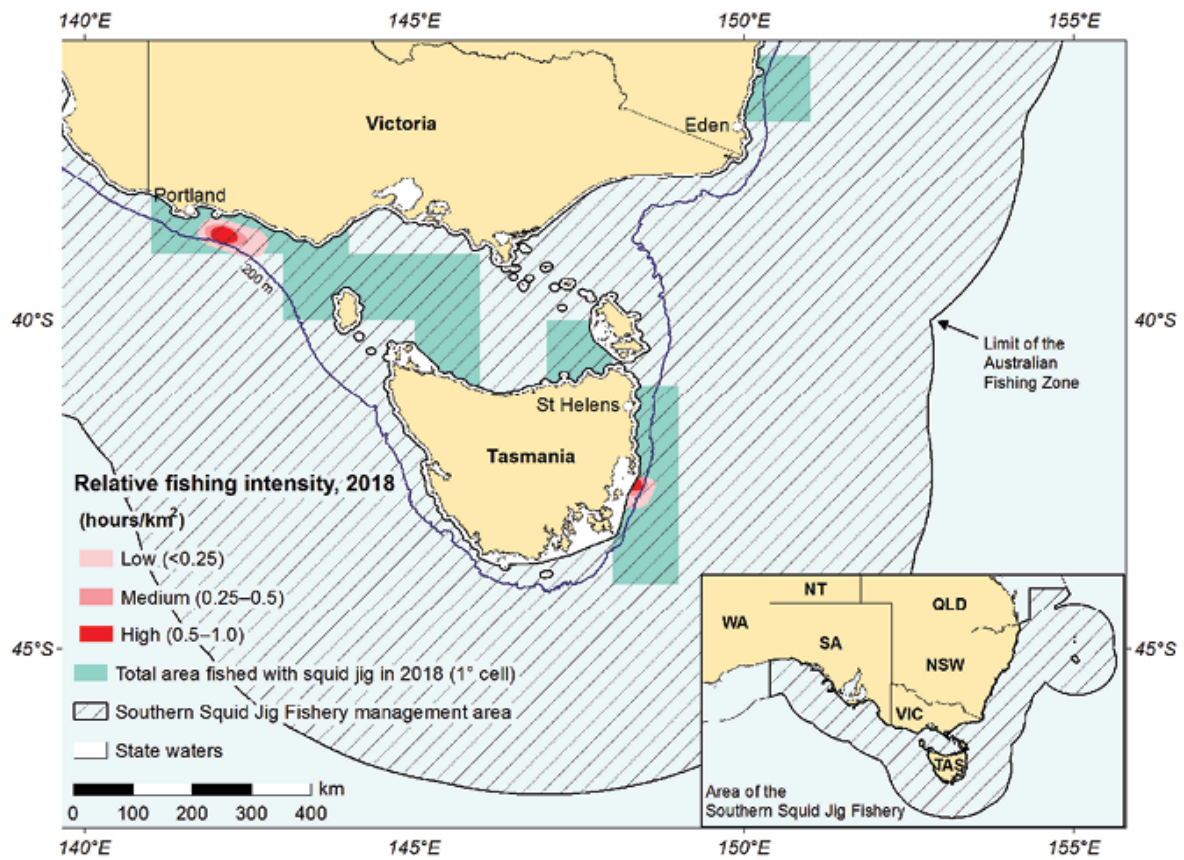 140°E 145°E 150°E 155°E
Victoria
Eden
Portland
200 m
40°S 40°S
Limit of the
Australian
Fishing Zone
St Helens
Tasmania
Relative fishing intensity, 2018
(hours/km²)
Low (<0.25)
Medium (0.25–0.5)
High (0.5–1.0)
Total area fished with squid jig in 2018 (1° cell)
Southern Squid Jig Fishery management area
State waters
km
0 100 200 300 400
45°S 45°S
NT
QLD
WA
SA
NSW
VIC
TAS
Area of the
Southern Squid Jig Fishery
140°E 145°E 150°E 155°E